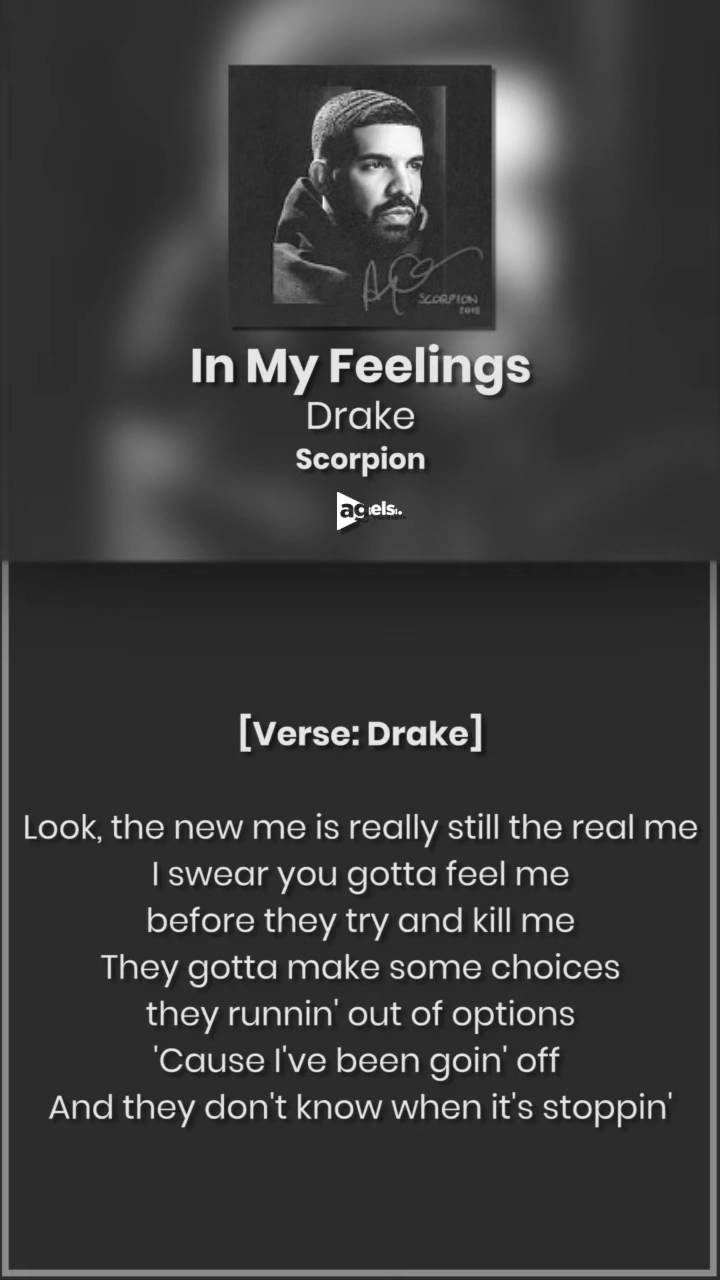 SCORPION
2018
In My Feelings
Drake
Scorpion
agels.
[Verse: Drake]
Look, the new me is really still the real me
I swear you gotta feel me
before they try and kill me
They gotta make some choices
they runnin' out of options
'Cause I've been goin' off
And they don't know when it's stoppin'